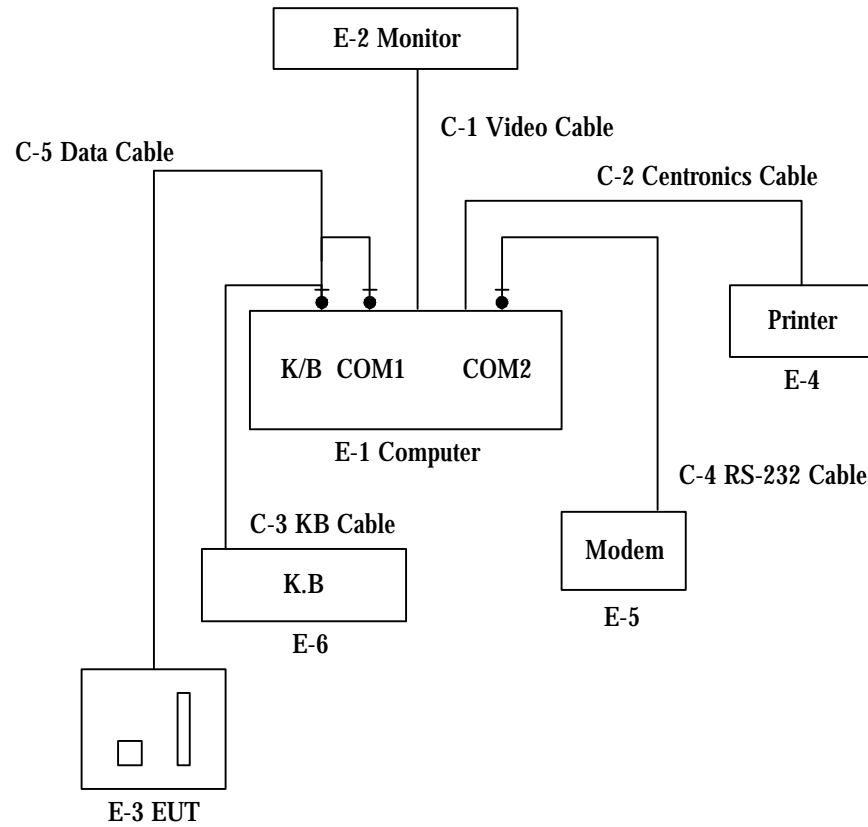 E-2 Monitor
C-1 Video Cable
C-5 Data Cable
C-2 Centronics Cable
Printer
E-4
K/B COM1 COM2
E-1 Computer
C-4 RS-232 Cable
C-3 KB Cable
Modem
K.B
E-5
E-6
E-3 EUT